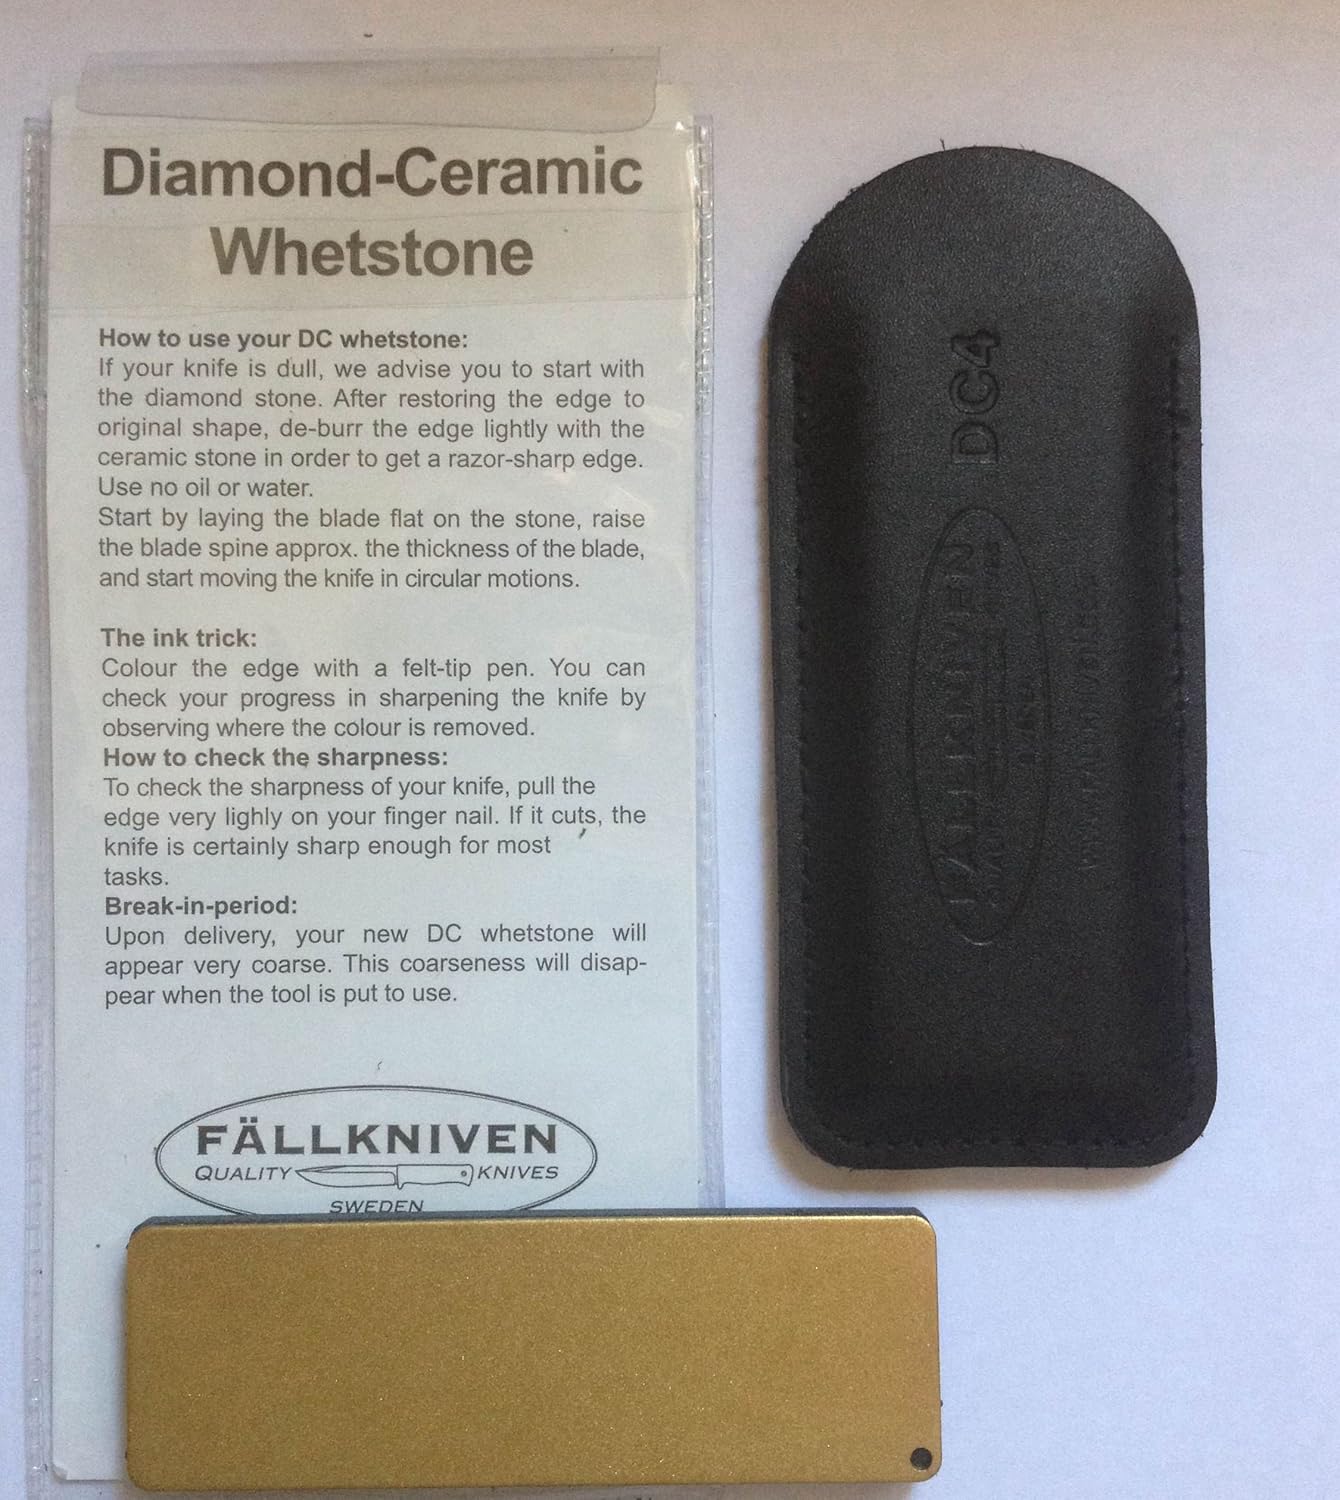 Diamond-Ceramic
Whetstone
How to use your DC whetstone:
If your knife is dull, we advise you to start with
the diamond stone. After restoring the edge to
original shape, de-burr the edge lightly with the
ceramic stone in order to get a razor-sharp edge.
Use no oil or water.
Start by laying the blade flat on the stone, raise
the blade spine approx. the thickness of the blade,
and start moving the knife in circular motions.
The ink trick:
Colour the edge with a felt-tip pen. You can
check your progress in sharpening the knife by
observing where the colour is removed.
How to check the sharpness:
To check the sharpness of your knife, pull the
edge very lighly on your finger nail. If it cuts, the
knife is certainly sharp enough for most
tasks.
Break-in-period:
Upon delivery, your new DC whetstone will
appear very coarse. This coarseness will disap-
pear when the tool is put to use.
FÄLLKNIVEN
QUALITY KNIVES
SWEDEN
DC4
FÄLLKNIVEN